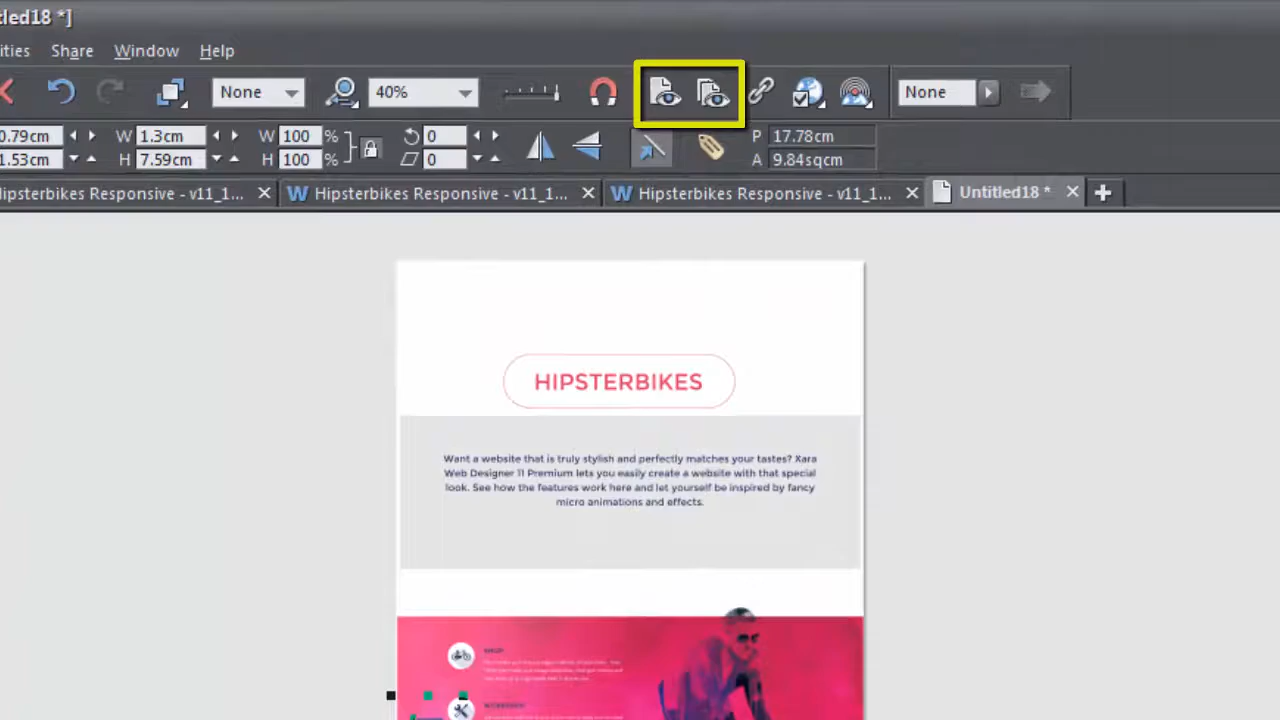 tled18 *]
ities Share Window Help
None 40% None
0.79cm W 1.3cm W 100 % 0 P 17.78cm
1.53cm H 7.59cm H 100 % 0 A 9.84sqcm
Hipsterbikes Responsive - v11_1... W Hipsterbikes Responsive - v11_1... W Hipsterbikes Responsive - v11_1... Untitled18 *
HIPSTERBIKES
Want a website that is truly stylish and perfectly matches your tastes? Xara
Web Designer 11 Premium lets you easily create a website with that special
look. See how the features work here and let yourself be inspired by fancy
micro animations and effects.
SHOP